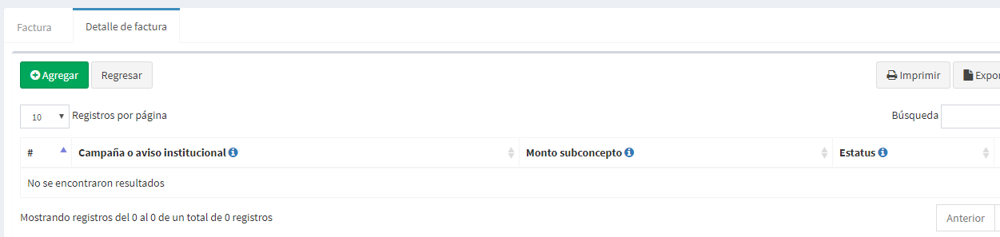 Factura Detalle de factura
Agregar Regresar Imprimir
10 Registros por página Búsqueda
# Campaña o aviso institucional Monto subconcepto Estatus
No se encontraron resultados
Mostrando registros del 0 al 0 de un total de 0 registros Anterior